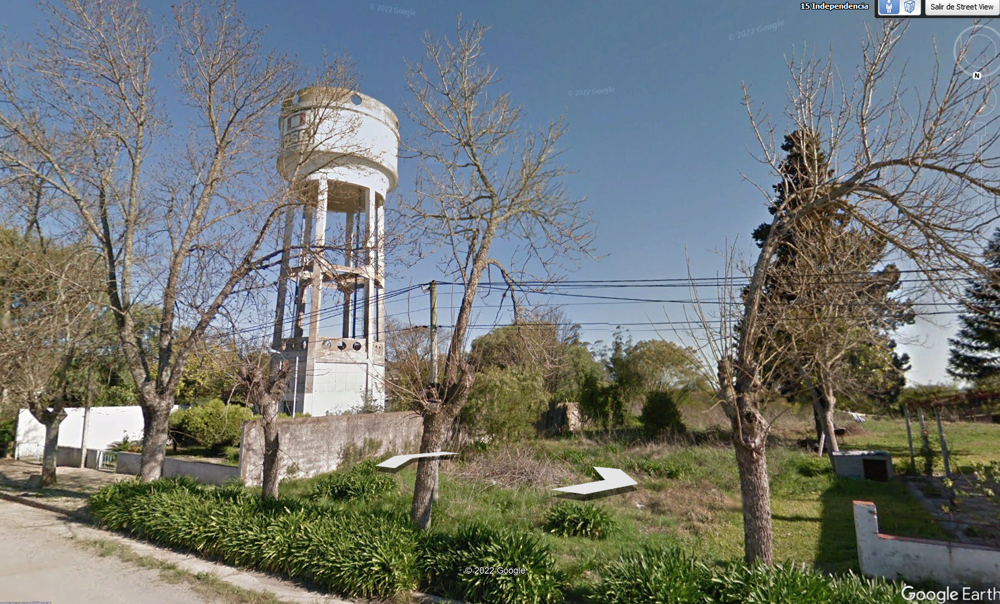 © 2022 Google
15 Independencia
Salir de Street View
© 2022 Google
© 2022 Google
N
© 2022 Google
Google Earth